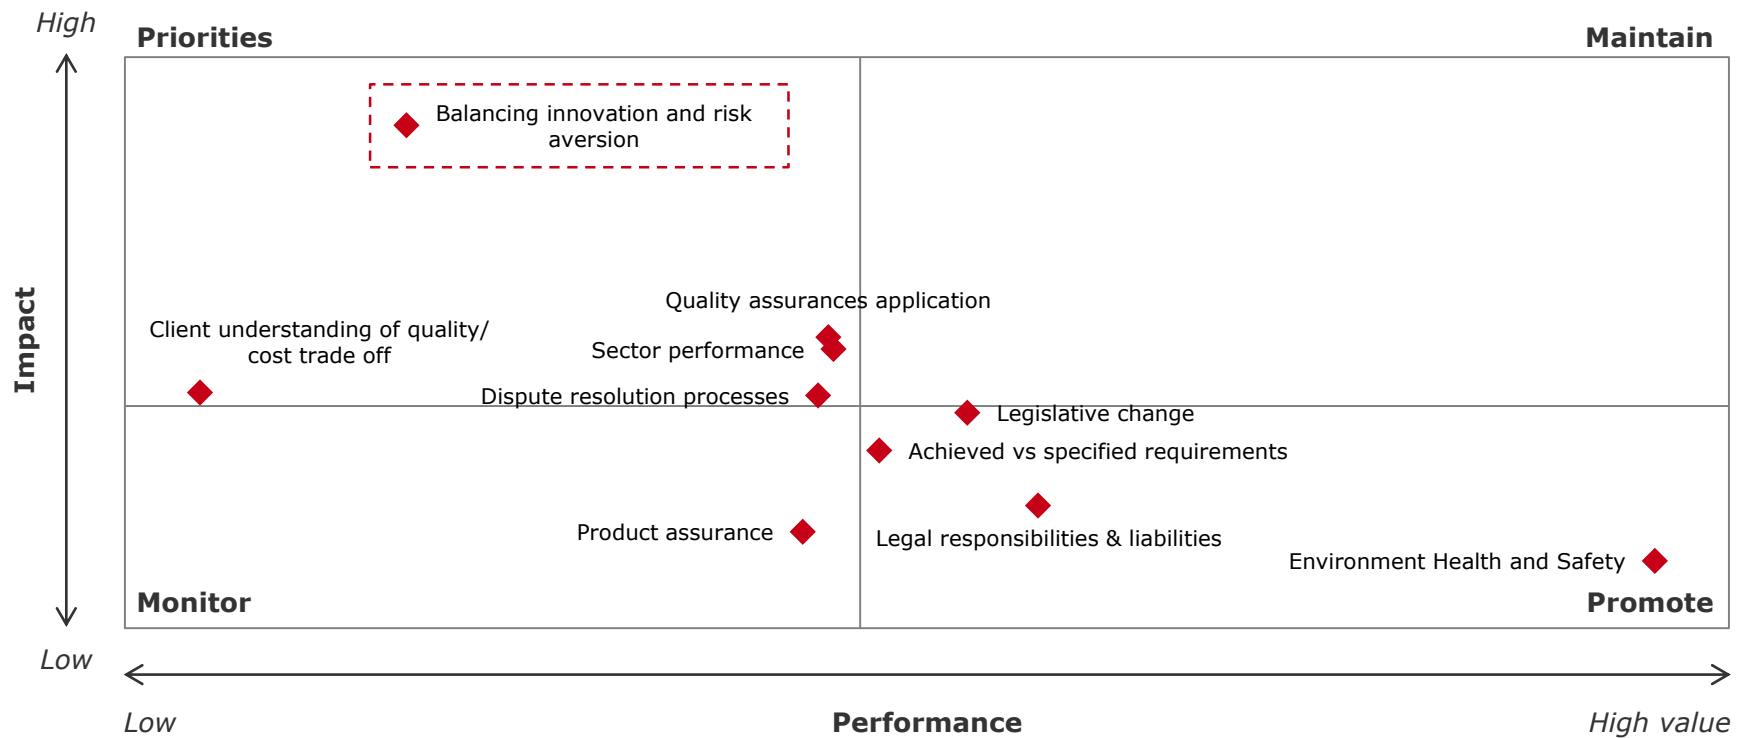 High
Priorities
Maintain
Balancing innovation and risk
aversion
Quality assurances application
Client understanding of quality/
cost trade off
Sector performance
Impact
Dispute resolution processes
Legislative change
Achieved vs specified requirements
Product assurance
Legal responsibilities & liabilities
Environment Health and Safety
Monitor
Promote
Low
Low
Performance
High value